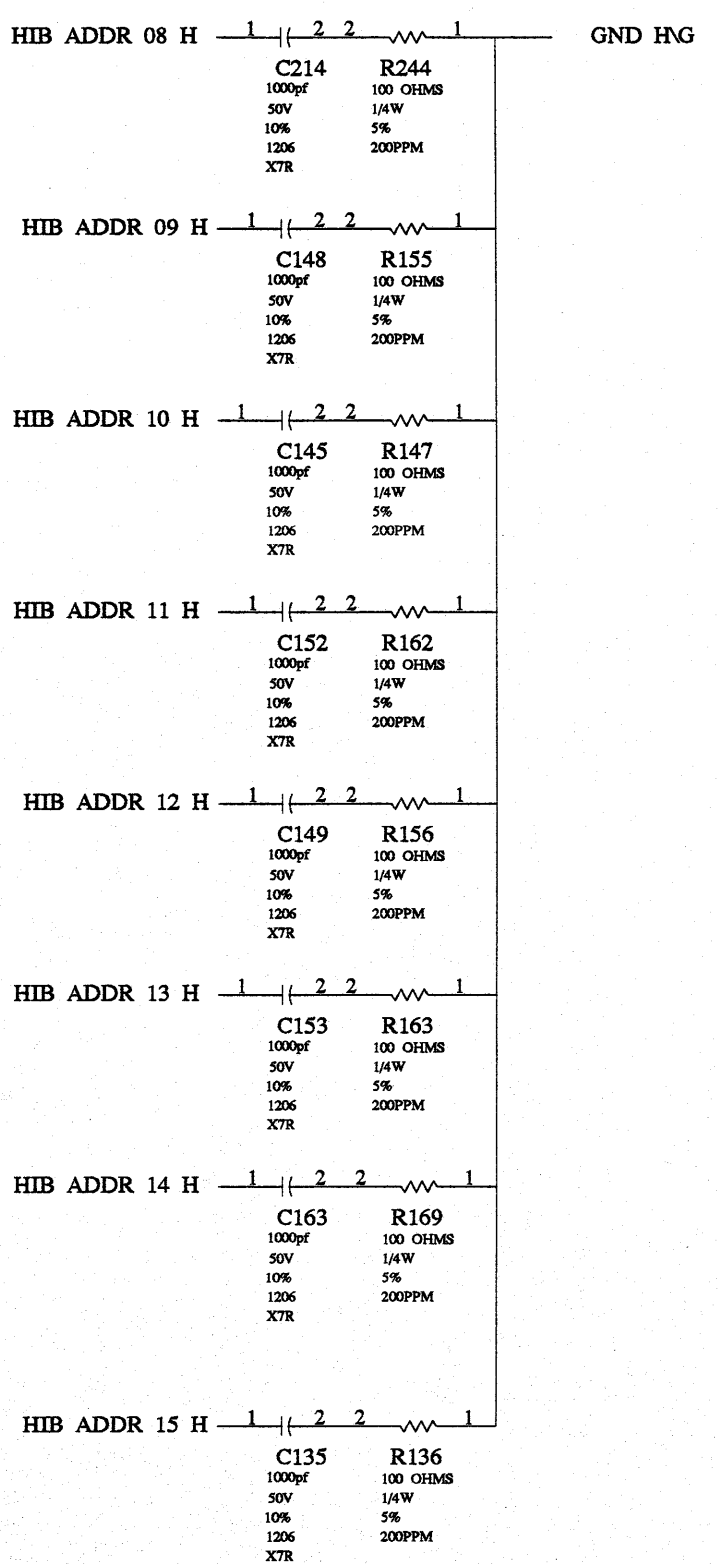 HIB ADDR 08 H 1 2 2 1 GND H\G
C214 R244
1000pf 100 OHMS
50V 1/4W
10% 5%
1206 200PPM
X7R
HIB ADDR 09 H 1 2 2 1
C148 R155
1000pf 100 OHMS
50V 1/4W
10% 5%
1206 200PPM
X7R
HIB ADDR 10 H 1 2 2 1
C145 R147
1000pf 100 OHMS
50V 1/4W
10% 5%
1206 200PPM
X7R
HIB ADDR 11 H 1 2 2 1
C152 R162
1000pf 100 OHMS
50V 1/4W
10% 5%
1206 200PPM
X7R
HIB ADDR 12 H 1 2 2 1
C149 R156
1000pf 100 OHMS
50V 1/4W
10% 5%
1206 200PPM
X7R
HIB ADDR 13 H 1 2 2 1
C153 R163
1000pf 100 OHMS
50V 1/4W
10% 5%
1206 200PPM
X7R
HIB ADDR 14 H 1 2 2 1
C163 R169
1000pf 100 OHMS
50V 1/4W
10% 5%
1206 200PPM
X7R
HIB ADDR 15 H 1 2 2 1
C135 R136
1000pf 100 OHMS
50V 1/4W
10% 5%
1206 200PPM
X7R